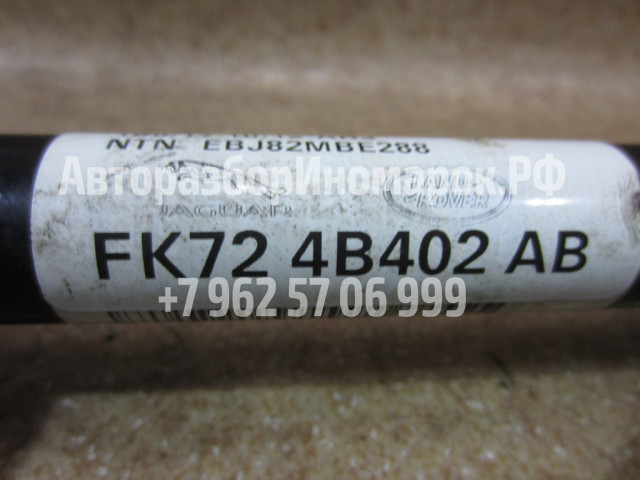 NTN: EBJ82MBE288
АвторазборИномарок.РФ
JAGUAR
LAND ROVER
FK72 4B402 AB
+7 962 57 06 999